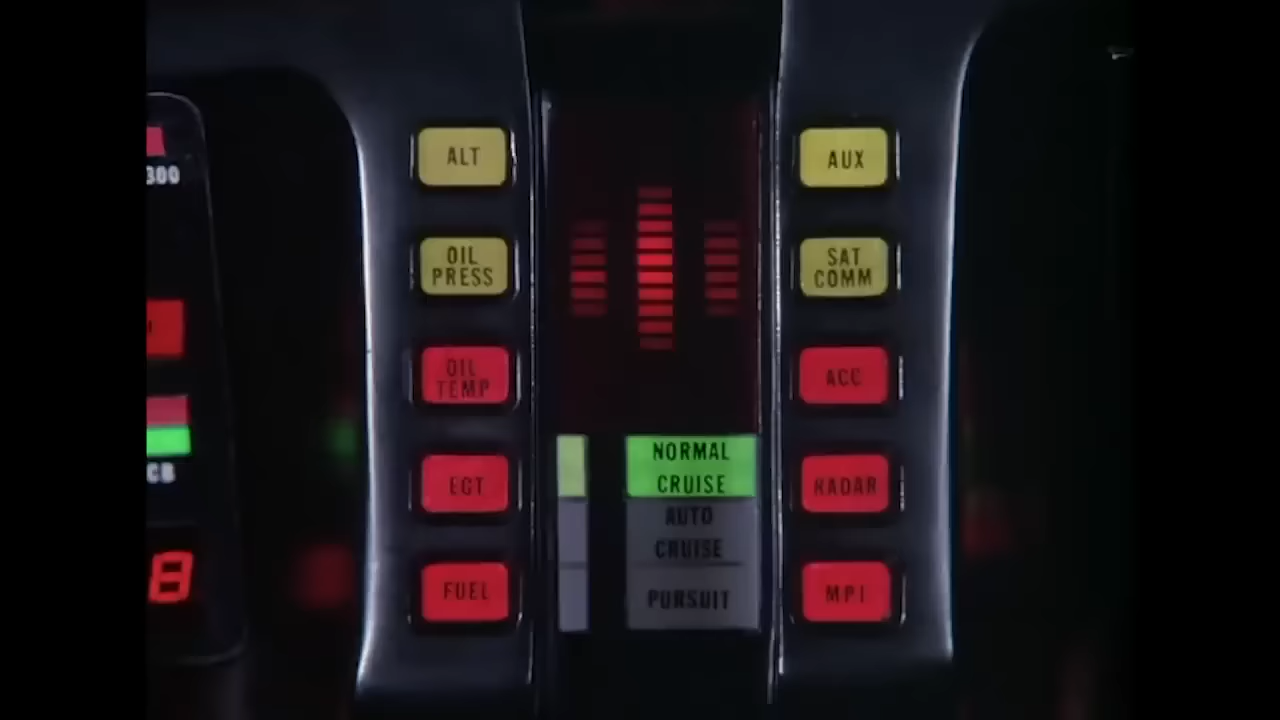 300
CB
8
ALT
OIL
PRESS
OIL
TEMP
EGT
FUEL
NORMAL
CRUISE
AUTO
CRUISE
PURSUIT
AUX
SAT
COMM
ACC
RADAR
MPI